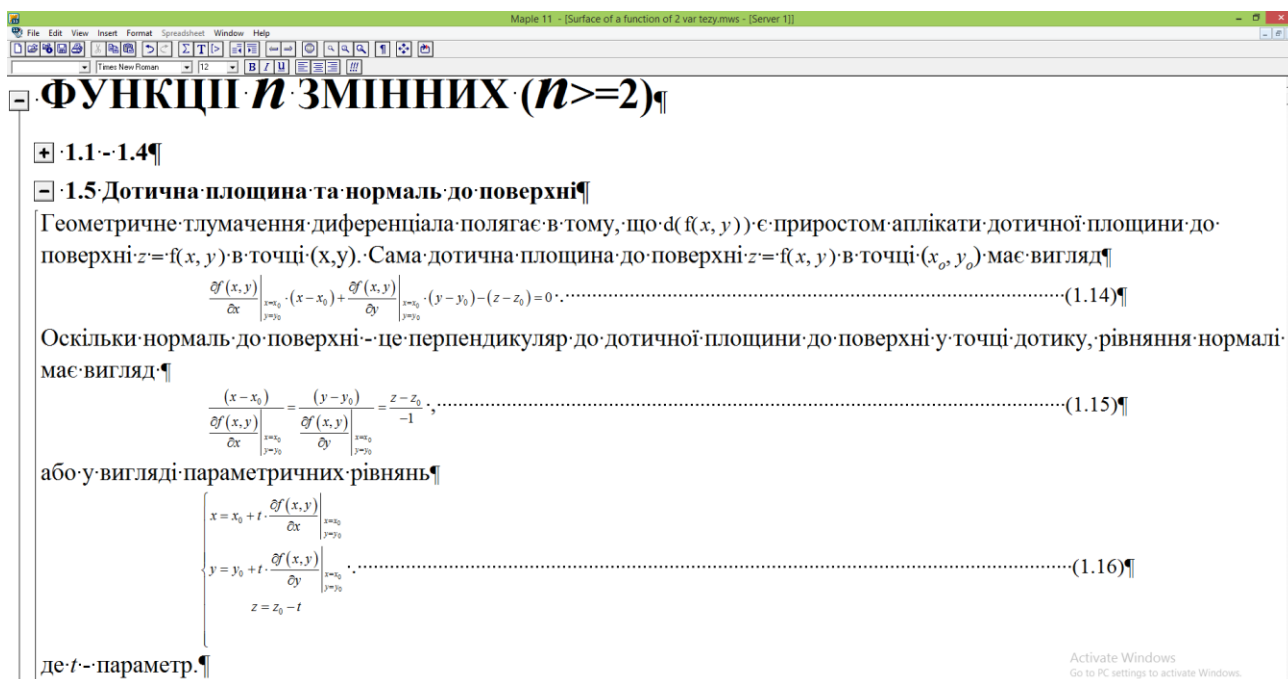 Maple 11 - [Surface of a function of 2 var tezy.mws - [Server 1]]
File Edit View Insert Format Spreadsheet Window Help
Times New Roman 12 B I U
ФУНКЦІЇ n ЗМІННИХ (n>=2)¶
1.1 - 1.4¶
1.5 Дотична площина та нормаль до поверхні¶
Геометричне тлумачення диференціала полягає в тому, що d( f(x, y)) є приростом аплікати дотичної площини до
поверхні z = f(x, y) в точці (x,y). Сама дотична площина до поверхні z = f(x, y) в точці (x_o, y_o) має вигляд¶
∂f(x,y)/∂x|x=x₀ y=y₀ ·(x−x₀)+∂f(x,y)/∂y|x=x₀ y=y₀ ·(y−y₀)−(z−z₀)=0 . (1.14)¶
Оскільки нормаль до поверхні - це перпендикуляр до дотичної площини до поверхні у точці дотику, рівняння нормалі
має вигляд ¶
(x−x₀)/∂f(x,y)/∂x|x=x₀ y=y₀ = (y−y₀)/∂f(x,y)/∂y|x=x₀ y=y₀ = z−z₀/−1 , (1.15)¶
або у вигляді параметричних рівнянь¶
x = x₀ + t · ∂f(x,y)/∂x|x=x₀ y=y₀
y = y₀ + t · ∂f(x,y)/∂y|x=x₀ y=y₀ . (1.16)¶
z = z₀ − t
де t - параметр.¶
Activate Windows
Go to PC settings to activate Windows.